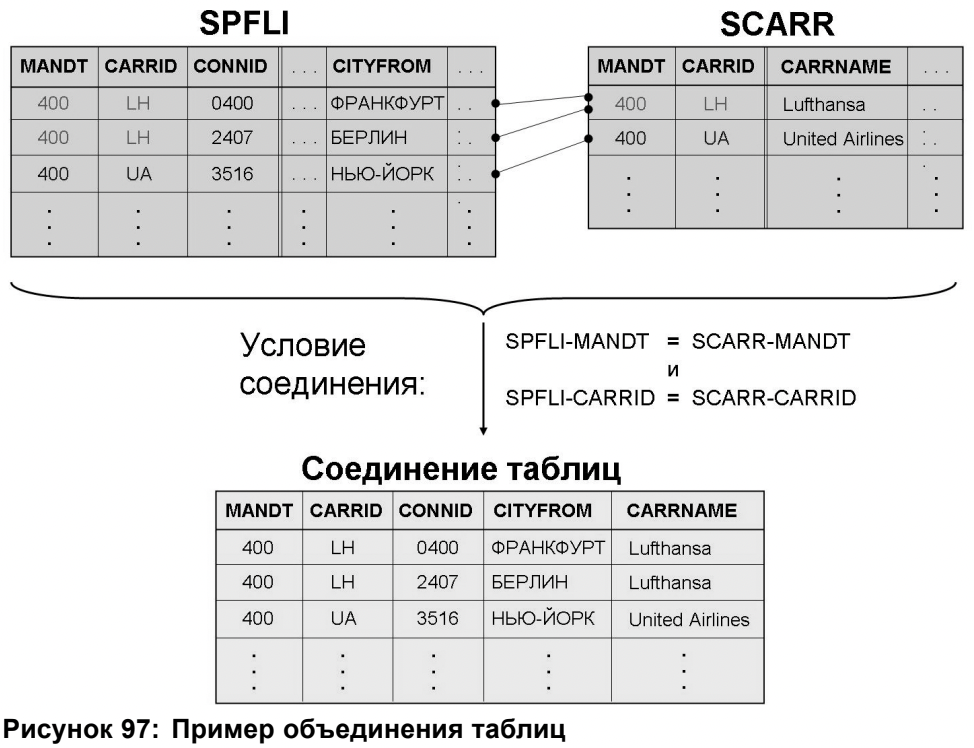 SPFLI
SCARR
MANDT CARRID CONNID ... CITYFROM ...
400 LH 0400 ... ФРАНКФУРТ ..
400 LH 2407 ... БЕРЛИН ..
400 UA 3516 ... НЬЮ-ЙОРК ..
MANDT CARRID CARRNAME ...
400 LH Lufthansa ..
400 UA United Airlines ..
Условие
соединения:
SPFLI-MANDT = SCARR-MANDT
и
SPFLI-CARRID = SCARR-CARRID
Соединение таблиц
MANDT CARRID CONNID CITYFROM CARRNAME
400 LH 0400 ФРАНКФУРТ Lufthansa
400 LH 2407 БЕРЛИН Lufthansa
400 UA 3516 НЬЮ-ЙОРК United Airlines
Рисунок 97: Пример объединения таблиц